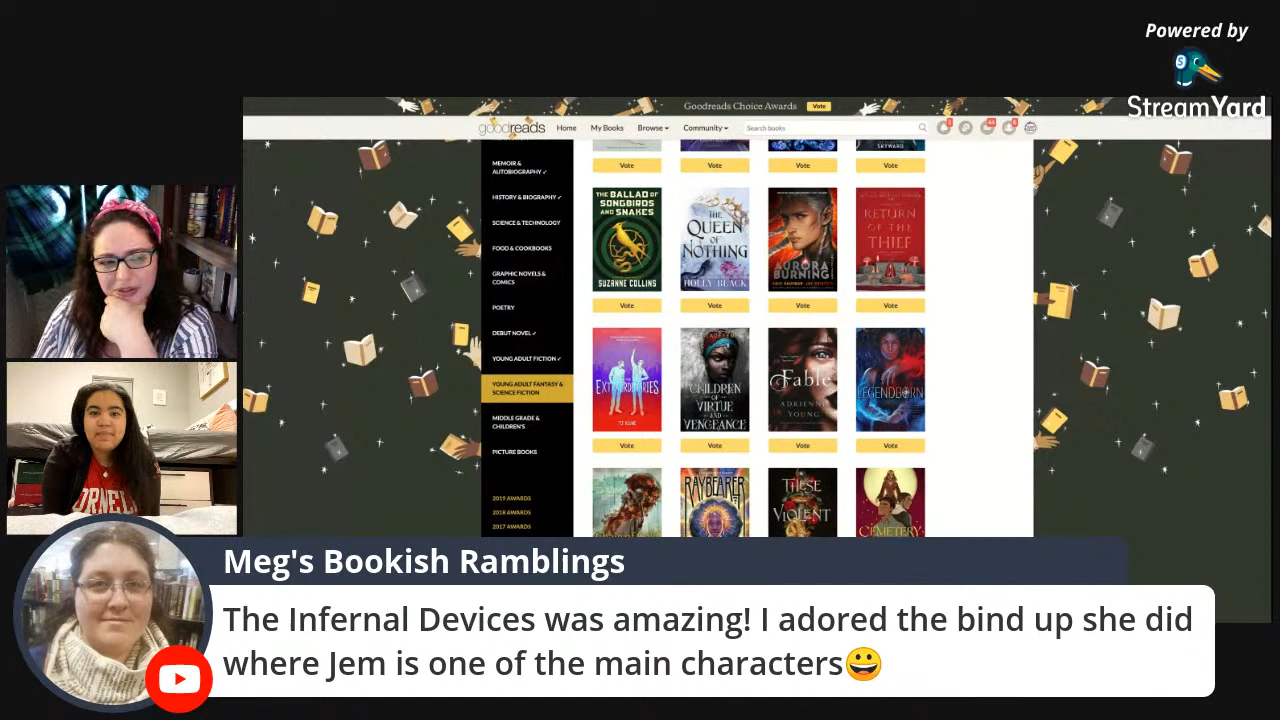 Powered by
StreamYard
Goodreads Choice Awards Vote
goodreads Home My Books Browse Community Search books
MEMOIR &
AUTOBIOGRAPHY ✓
HISTORY & BIOGRAPHY ✓
SCIENCE & TECHNOLOGY
FOOD & COOKBOOKS
GRAPHIC NOVELS &
COMICS
POETRY
DEBUT NOVEL ✓
YOUNG ADULT FICTION ✓
YOUNG ADULT FANTASY &
SCIENCE FICTION
MIDDLE GRADE &
CHILDREN'S
PICTURE BOOKS
2019 AWARDS
2018 AWARDS
2017 AWARDS
SKYWARD
Vote Vote Vote Vote
THE BALLAD OF
SONGBIRDS
AND SNAKES
SUZANNE COLLINS
THE
QUEEN
OF
NOTHING
HOLLY BLACK
AURORA
BURNING
RETURN
OF THE
THIEF
Vote Vote Vote Vote
THE
EXTRAORDINARIES
TJ KLUNE
CHILDREN
OF
VIRTUE
AND
VENGEANCE
Fable
ADRIENNE
YOUNG
LEGENDBORN
Vote Vote Vote Vote
RAYBEARER
THESE
VIOLENT
CEMETERY
CORNELL
Meg's Bookish Ramblings
The Infernal Devices was amazing! I adored the bind up she did
where Jem is one of the main characters😀